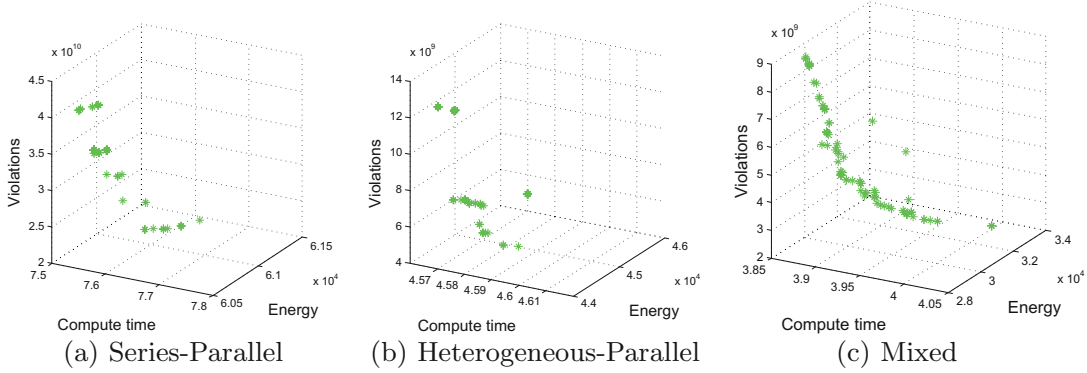 x 10^10
4.5
4
3.5
3
2.5
2
Violations
7.5
7.6
7.7
7.8
Compute time
6.05
6.1
6.15
x 10^4
Energy
(a) Series-Parallel
x 10^9
14
12
10
8
6
4
Violations
4.57
4.58
4.59
4.6
4.61
Compute time
4.4
4.5
4.6
x 10^4
Energy
(b) Heterogeneous-Parallel
x 10^9
9
8
7
6
5
4
3
2
Violations
3.85
3.9
3.95
4
4.05
Compute time
2.8
3
3.2
3.4
x 10^4
Energy
(c) Mixed